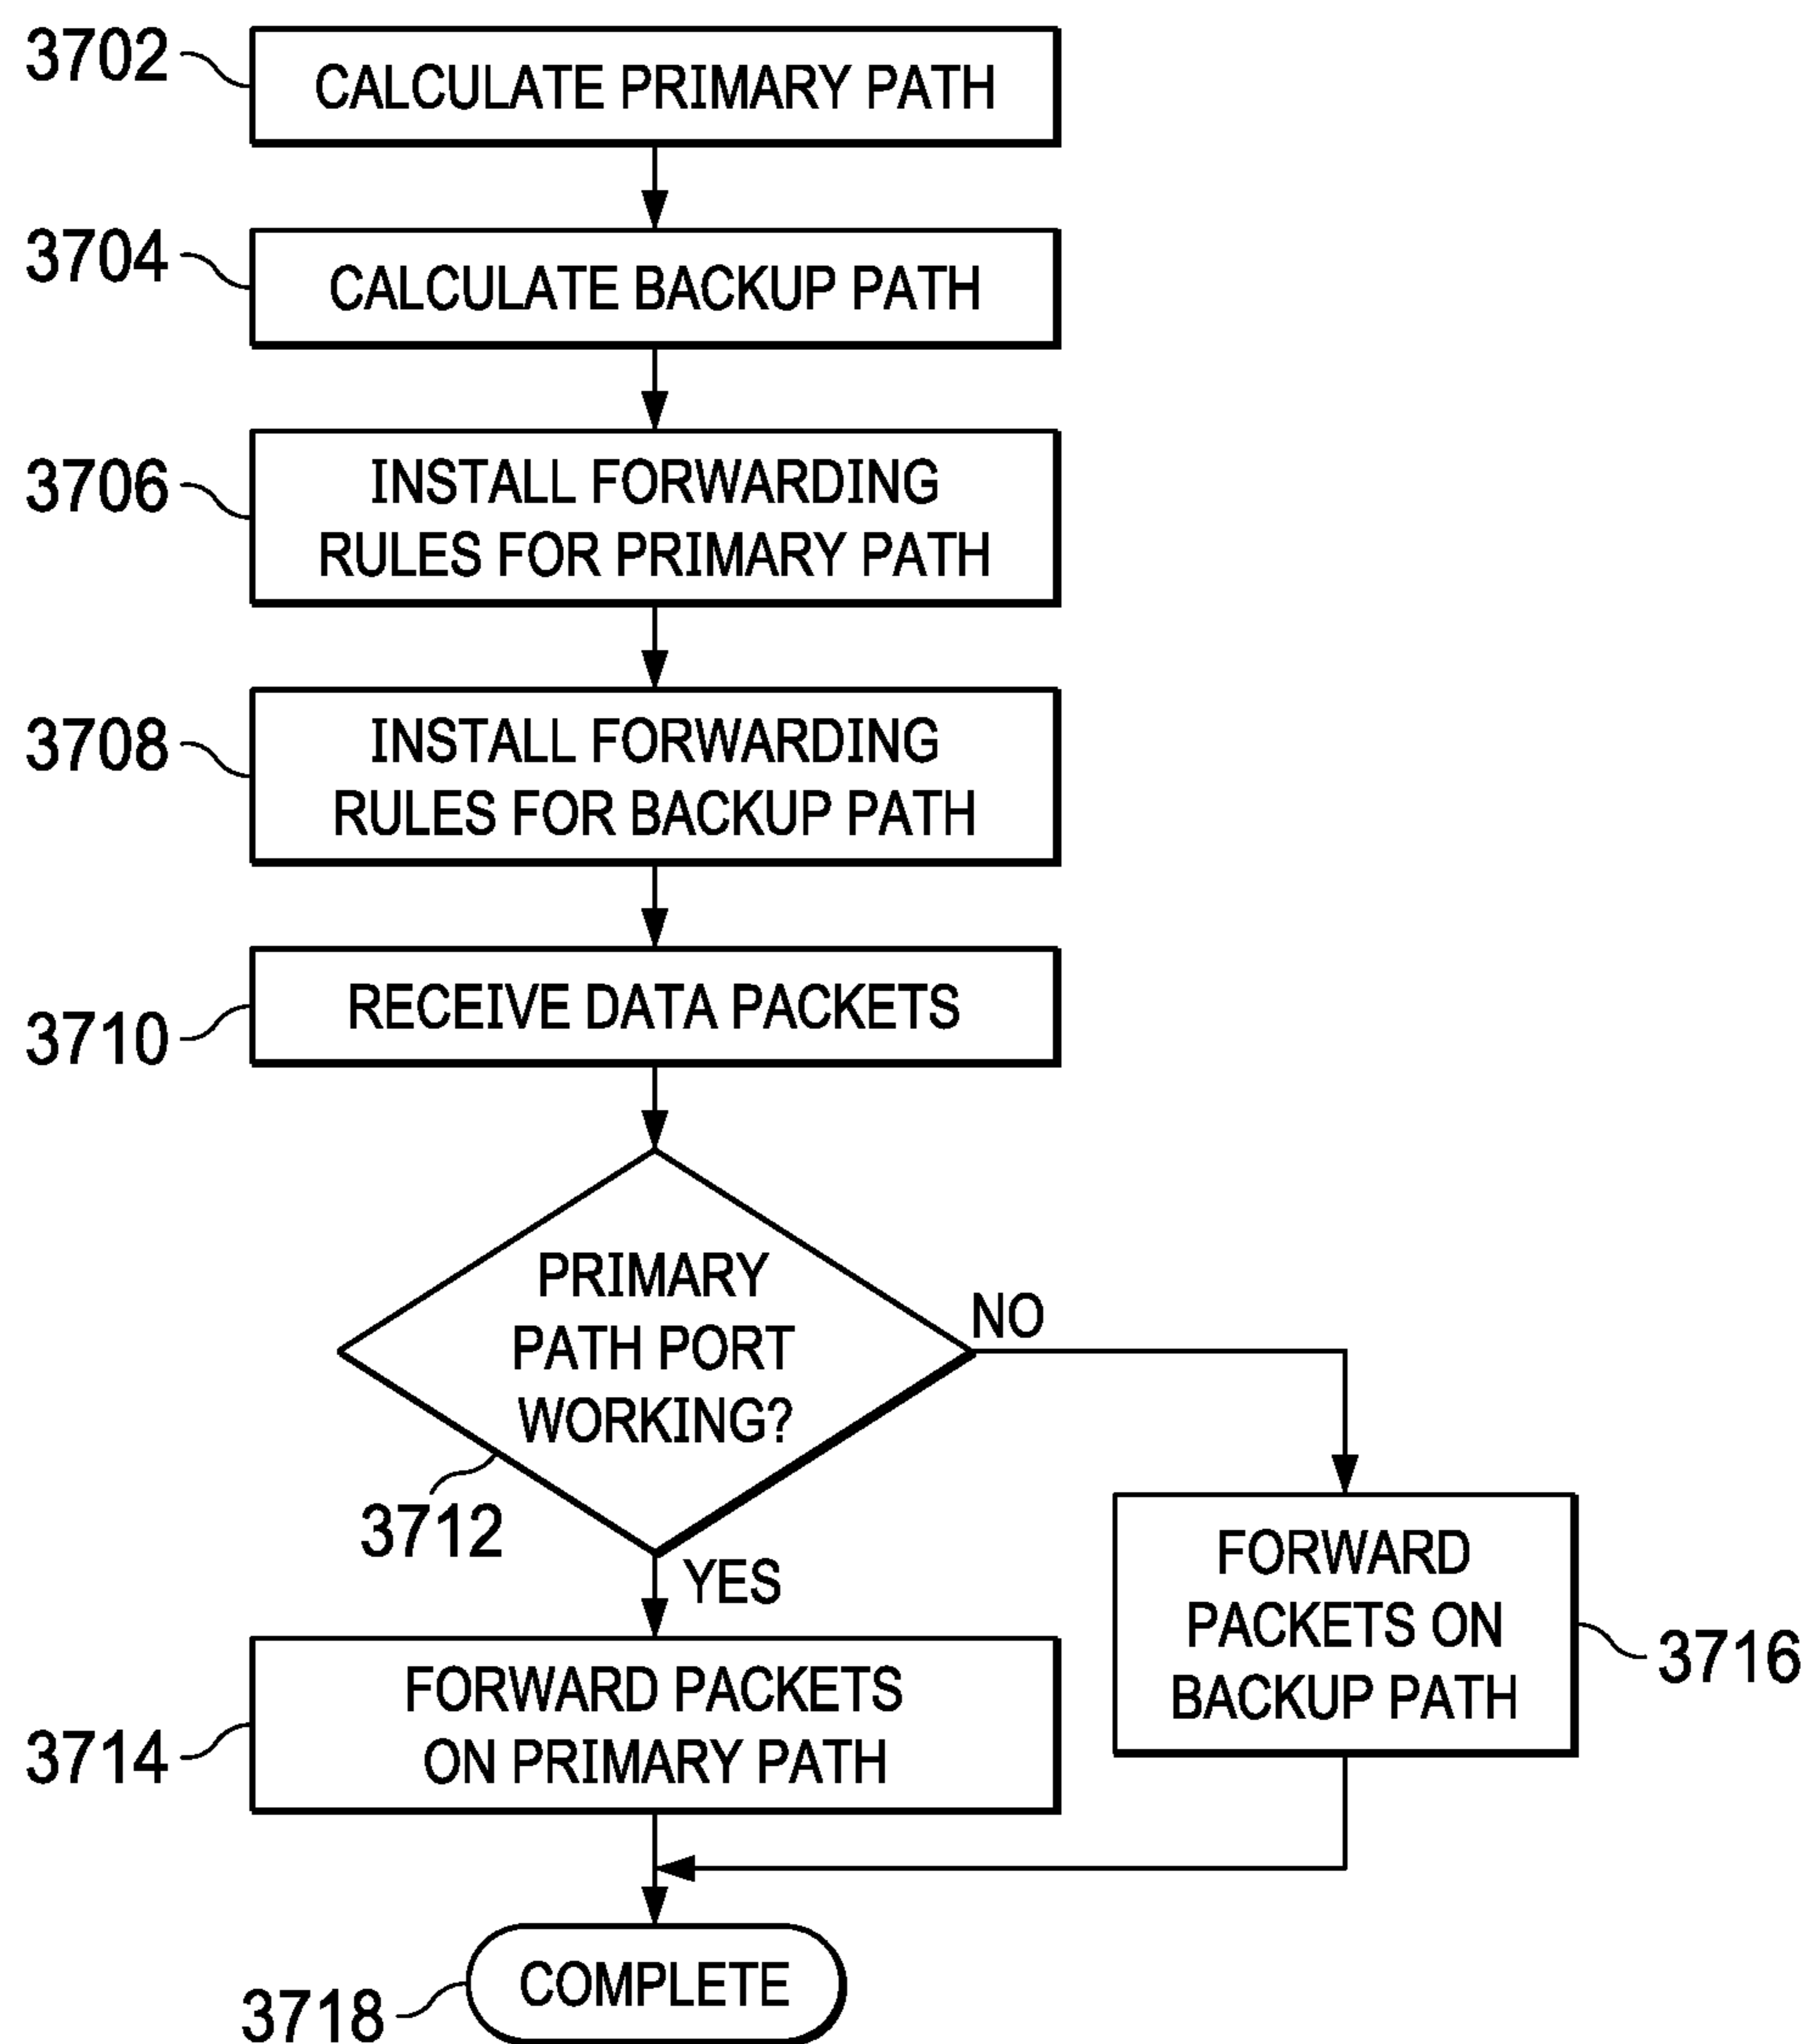 3702
CALCULATE PRIMARY PATH
3704
CALCULATE BACKUP PATH
3706
INSTALL FORWARDING
RULES FOR PRIMARY PATH
3708
INSTALL FORWARDING
RULES FOR BACKUP PATH
3710
RECEIVE DATA PACKETS
PRIMARY
PATH PORT
WORKING?
3712
NO
YES
FORWARD
PACKETS ON
BACKUP PATH
3716
3714
FORWARD PACKETS
ON PRIMARY PATH
3718
COMPLETE